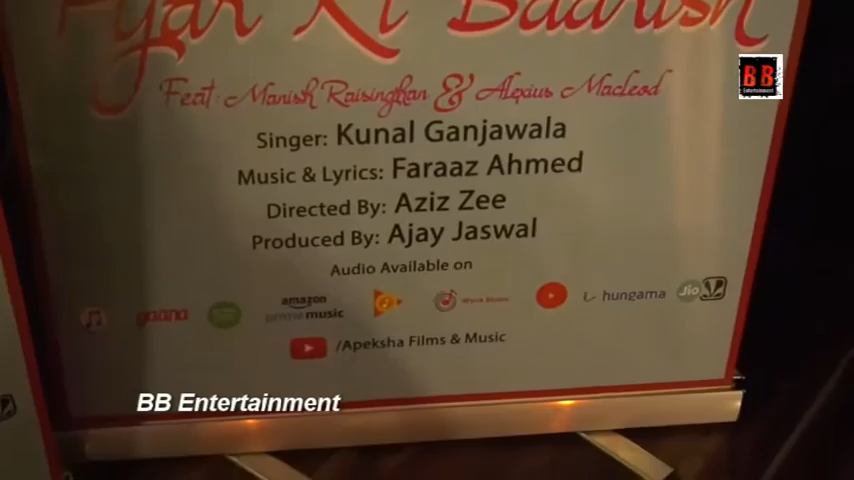 Pyar Ki Baarish
BB
Entertainment
Feat: Manish Raisinghan & Alexius Macleod
Singer: Kunal Ganjawala
Music & Lyrics: Faraaz Ahmed
Directed By: Aziz Zee
Produced By: Ajay Jaswal
Audio Available on
gaana amazon prime music Wynk Music hungama Jio
/Apeksha Films & Music
BB Entertainment